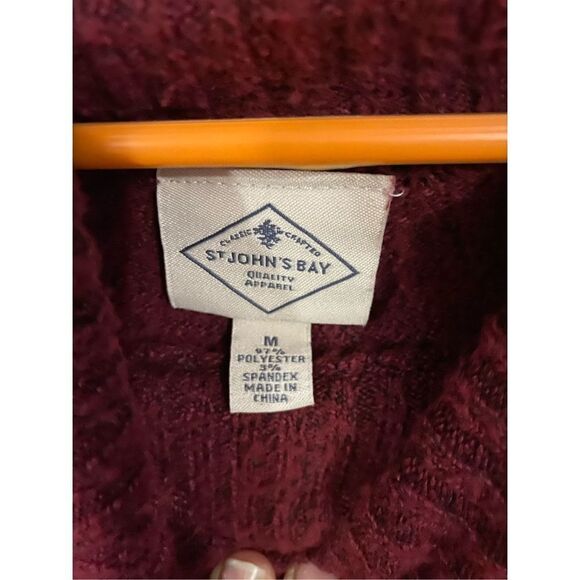 CLASSIC CRAFTED
ST JOHN'S BAY
QUALITY
APPAREL
M
97%
POLYESTER
3%
SPANDEX
MADE IN
CHINA